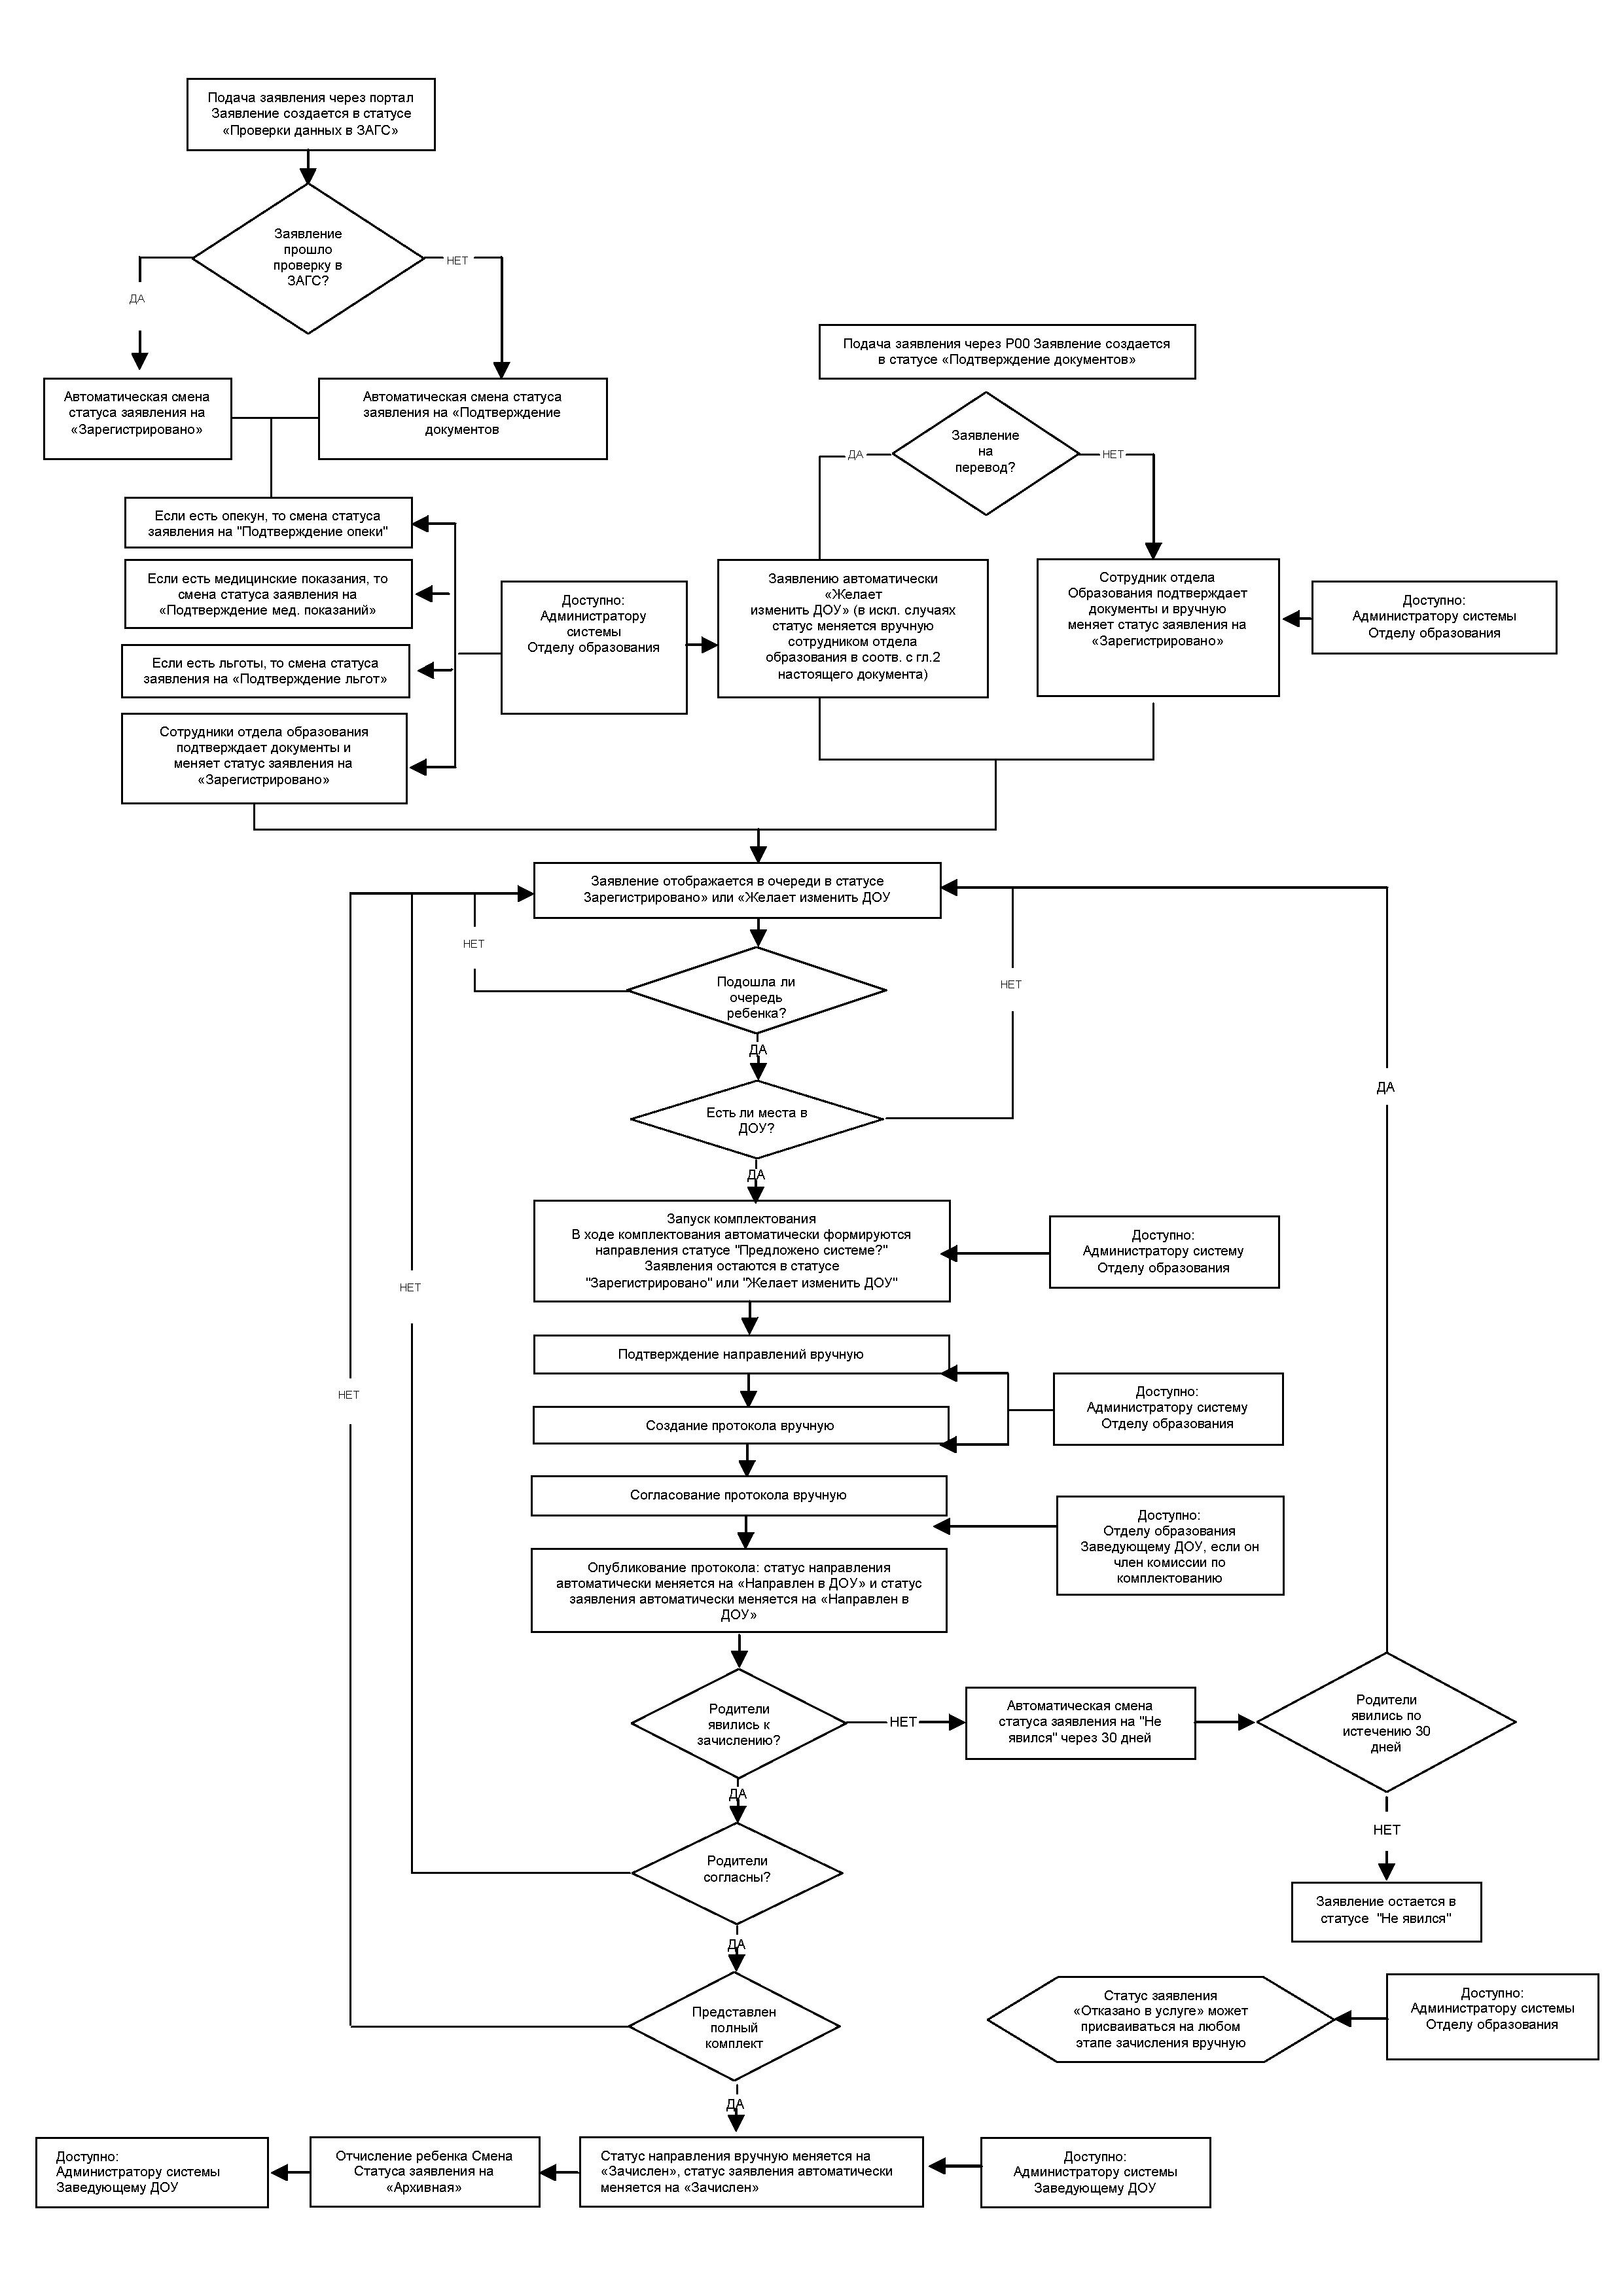 Подача заявления через портал
Заявление создается в статусе
«Проверки данных в ЗАГС»
Заявление
прошло
проверку в
ЗАГС?
НЕТ
ДА
Подача заявления через Р00 Заявление создается
в статусе «Подтверждение документов»
Автоматическая смена
статуса заявления на
«Зарегистрировано»
Автоматическая смена статуса
заявления на «Подтверждение
документов
Заявление
на
перевод?
ДА
НЕТ
Если есть опекун, то смена статуса
заявления на "Подтверждение опеки"
Если есть медицинские показания, то
смена статуса заявления на
«Подтверждение мед. показаний»
Если есть льготы, то смена статуса
заявления на «Подтверждение льгот»
Сотрудники отдела образования
подтверждает документы и
меняет статус заявления на
«Зарегистрировано»
Доступно:
Администратору
системы
Отделу образования
Заявлению автоматически
«Желает
изменить ДОУ» (в искл. случаях
статус меняется вручную
сотрудником отдела
образования в соотв. с гл.2
настоящего документа)
Сотрудник отдела
Образования подтверждает
документы и вручную
меняет статус заявления на
«Зарегистрировано»
Доступно:
Администратору системы
Отделу образования
Заявление отображается в очереди в статусе
Зарегистрировано» или «Желает изменить ДОУ
НЕТ
Подошла ли
очередь
ребенка?
НЕТ
ДА
ДА
Есть ли места в
ДОУ?
ДА
Запуск комплектования
В ходе комплектования автоматически формируются
направления статусе "Предложено системе?"
Заявления остаются в статусе
"Зарегистрировано" или "Желает изменить ДОУ"
Доступно:
Администратору систему
Отделу образования
НЕТ
Подтверждение направлений вручную
НЕТ
Доступно:
Администратору систему
Отделу образования
Создание протокола вручную
Согласование протокола вручную
Доступно:
Отделу образования
Заведующему ДОУ, если он
член комиссии по
комплектованию
Опубликование протокола: статус направления
автоматически меняется на «Направлен в ДОУ» и статус
заявления автоматически меняется на «Направлен в
ДОУ»
Родители
явились к
зачислению?
НЕТ
Автоматическая смена
статуса заявления на "Не
явился" через 30 дней
Родители
явились по
истечению 30
дней
ДА
НЕТ
Родители
согласны?
Заявление остается в
статусе "Не явился"
ДА
Представлен
полный
комплект
Статус заявления
«Отказано в услуге» может
присваиваться на любом
этапе зачисления вручную
Доступно:
Администратору системы
Отделу образования
ДА
Доступно:
Администратору системы
Заведующему ДОУ
Отчисление ребенка Смена
Статуса заявления на
«Архивная»
Статус направления вручную меняется на
«Зачислен», статус заявления автоматически
меняется на «Зачислен»
Доступно:
Администратору системы
Заведующему ДОУ